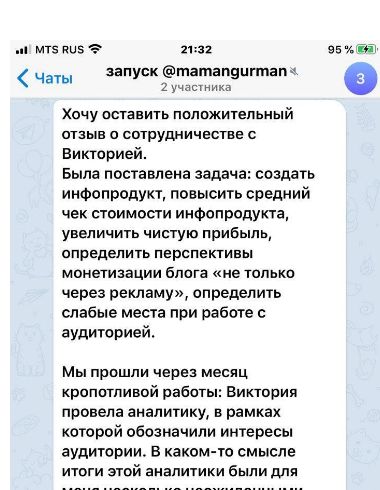 MTS RUS
21:32
95 %
Чаты
запуск @mamangurman
2 участника
3
Хочу оставить положительный
отзыв о сотрудничестве с
Викторией.
Была поставлена задача: создать
инфопродукт, повысить средний
чек стоимости инфопродукта,
увеличить чистую прибыль,
определить перспективы
монетизации блога «не только
через рекламу», определить
слабые места при работе с
аудиторией.
Мы прошли через месяц
кропотливой работы: Виктория
провела аналитику, в рамках
которой обозначили интересы
аудитории. В каком-то смысле
итоги этой аналитики были для